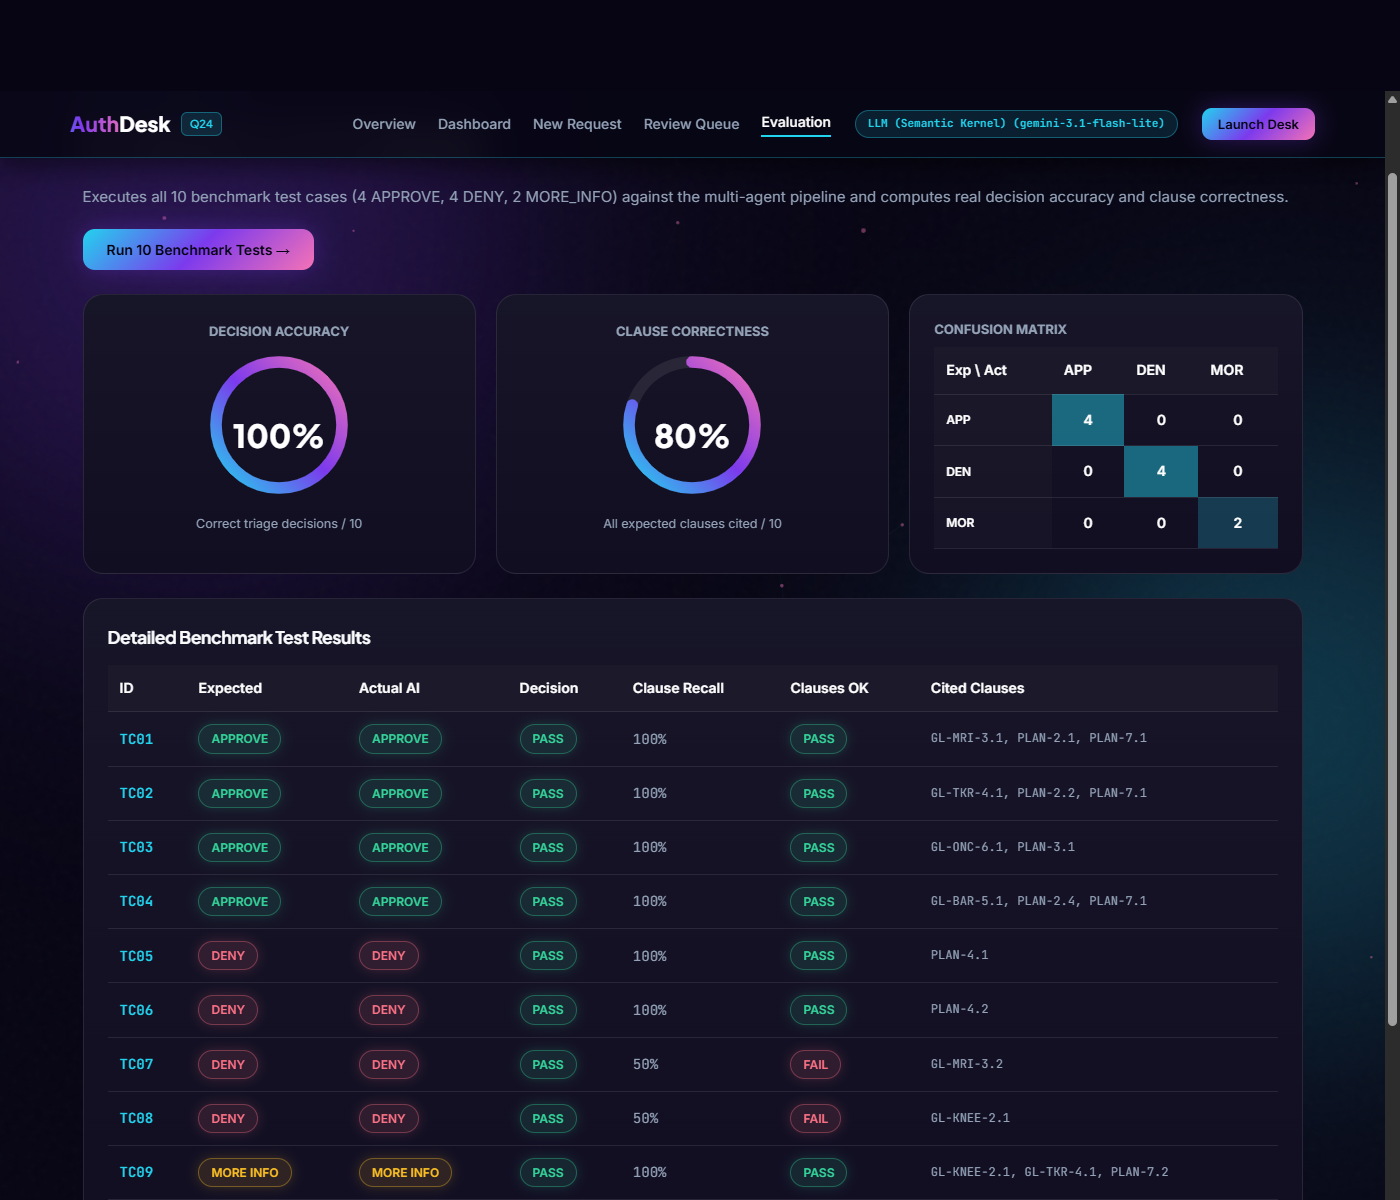 AuthDesk Q24 Overview Dashboard New Request Review Queue Evaluation LLM (Semantic Kernel) (gemini-3.1-flash-lite) Launch Desk
Executes all 10 benchmark test cases (4 APPROVE, 4 DENY, 2 MORE_INFO) against the multi-agent pipeline and computes real decision accuracy and clause correctness.
Run 10 Benchmark Tests →
DECISION ACCURACY
100%
Correct triage decisions / 10
CLAUSE CORRECTNESS
80%
All expected clauses cited / 10
CONFUSION MATRIX
Exp \ Act APP DEN MOR
APP 4 0 0
DEN 0 4 0
MOR 0 0 2
Detailed Benchmark Test Results
ID Expected Actual AI Decision Clause Recall Clauses OK Cited Clauses
TC01 APPROVE APPROVE PASS 100% PASS GL-MRI-3.1, PLAN-2.1, PLAN-7.1
TC02 APPROVE APPROVE PASS 100% PASS GL-TKR-4.1, PLAN-2.2, PLAN-7.1
TC03 APPROVE APPROVE PASS 100% PASS GL-ONC-6.1, PLAN-3.1
TC04 APPROVE APPROVE PASS 100% PASS GL-BAR-5.1, PLAN-2.4, PLAN-7.1
TC05 DENY DENY PASS 100% PASS PLAN-4.1
TC06 DENY DENY PASS 100% PASS PLAN-4.2
TC07 DENY DENY PASS 50% FAIL GL-MRI-3.2
TC08 DENY DENY PASS 50% FAIL GL-KNEE-2.1
TC09 MORE INFO MORE INFO PASS 100% PASS GL-KNEE-2.1, GL-TKR-4.1, PLAN-7.2